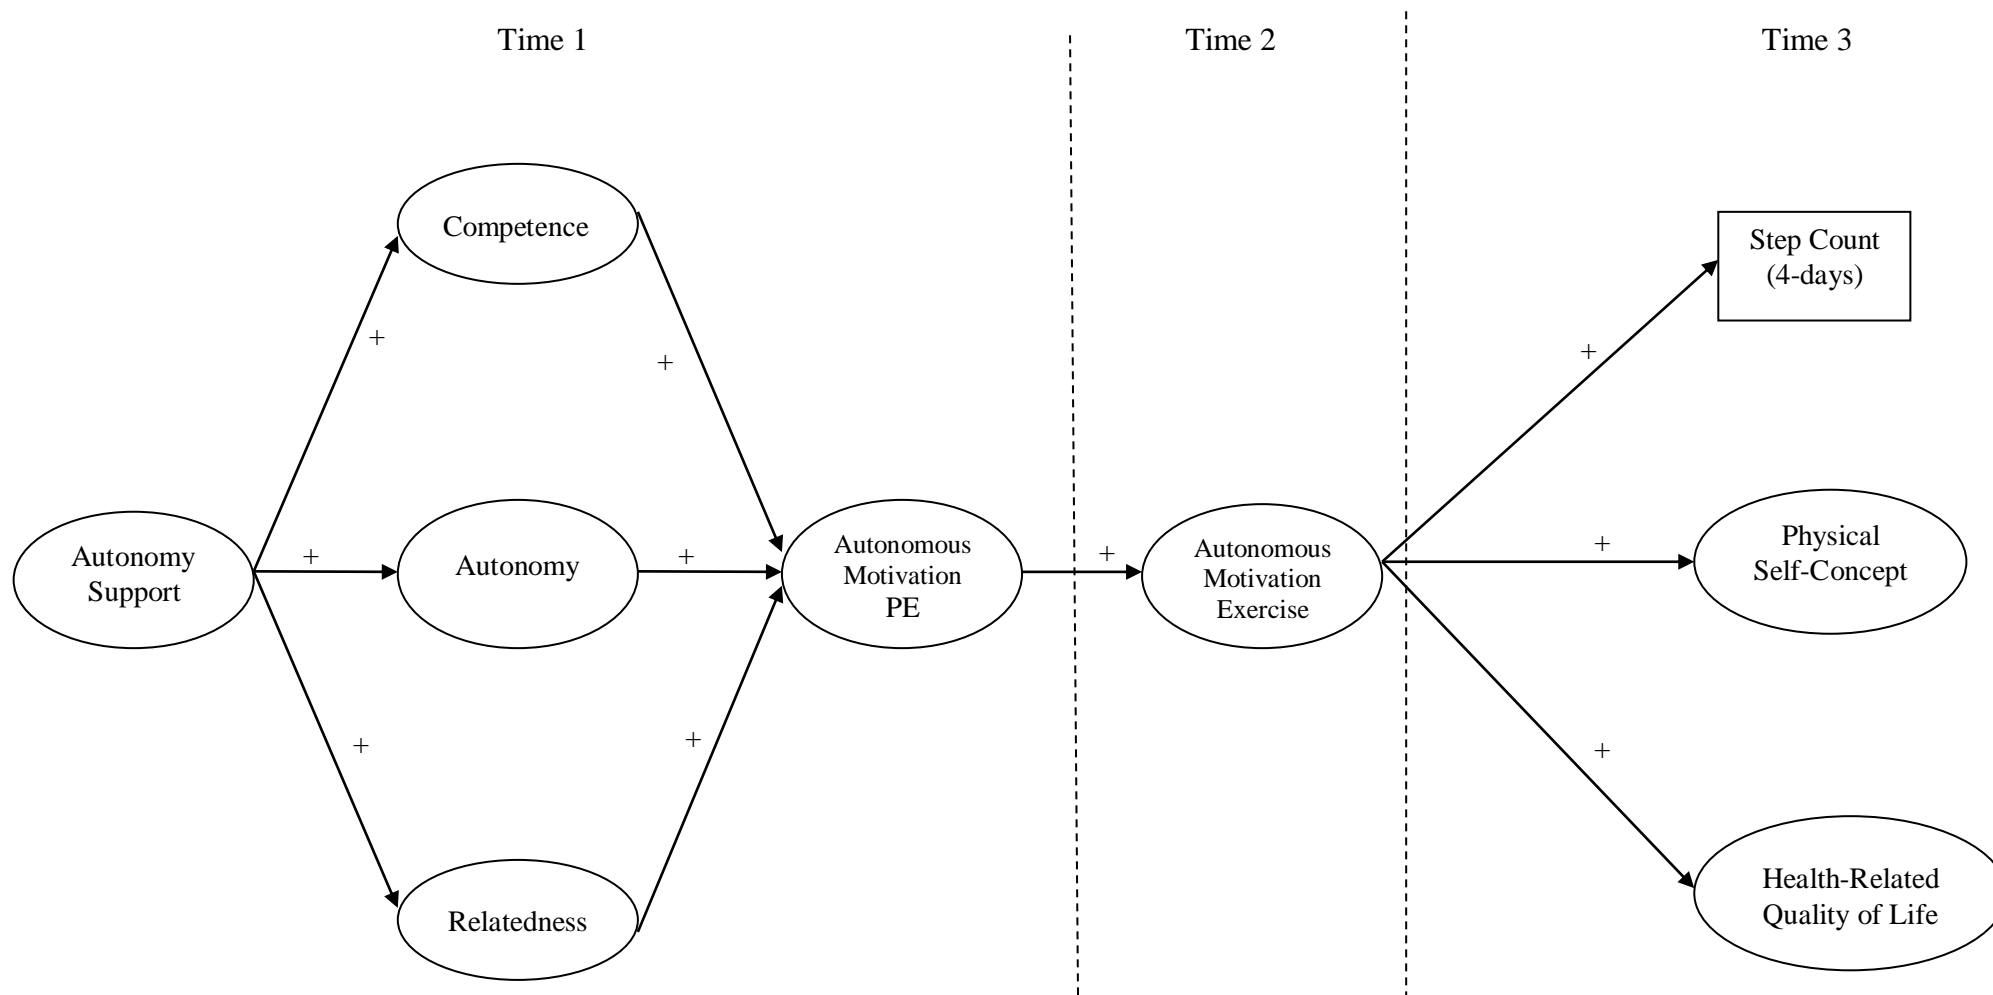 Time 1
Time 2
Time 3
Competence
Step Count
(4-days)
+
+
+
Autonomy
Support
+
Autonomy
+
Autonomous
Motivation
PE
+
Autonomous
Motivation
Exercise
+
Physical
Self-Concept
+
+
+
Relatedness
Health-Related
Quality of Life